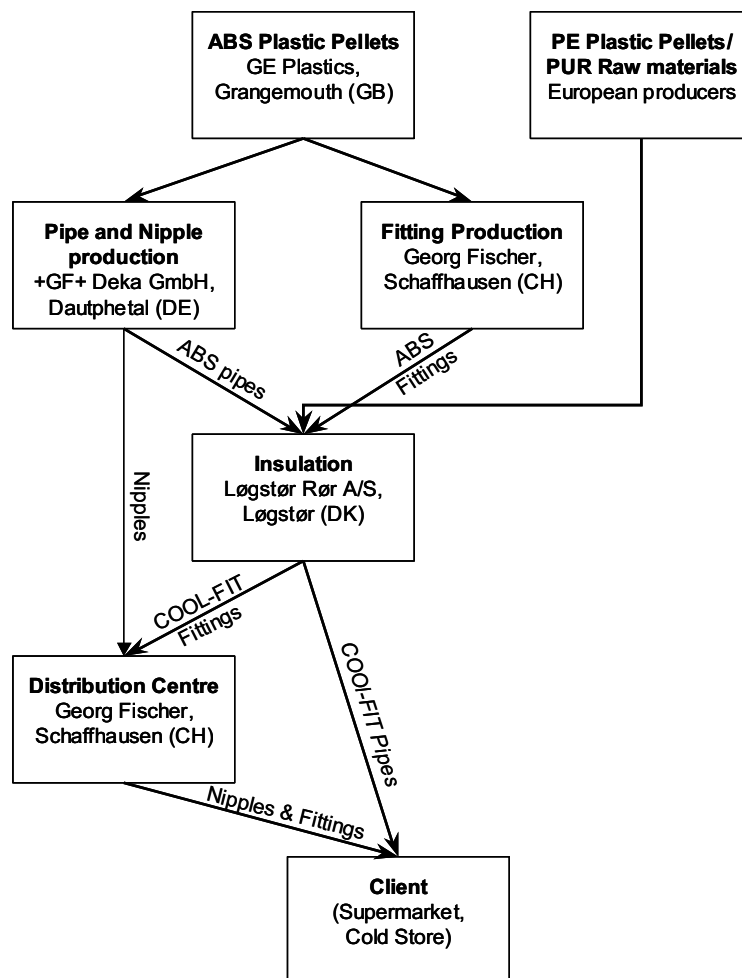 ABS Plastic Pellets
GE Plastics,
Grangemouth (GB)
PE Plastic Pellets/
PUR Raw materials
European producers
Pipe and Nipple
production
+GF+ Deka GmbH,
Dautphetal (DE)
Fitting Production
Georg Fischer,
Schaffhausen (CH)
ABS pipes
ABS
Fittings
Nipples
Insulation
Løgstør Rør A/S,
Løgstør (DK)
COOL-FIT
Fittings
COOl-FIT Pipes
Distribution Centre
Georg Fischer,
Schaffhausen (CH)
Nipples & Fittings
Client
(Supermarket,
Cold Store)